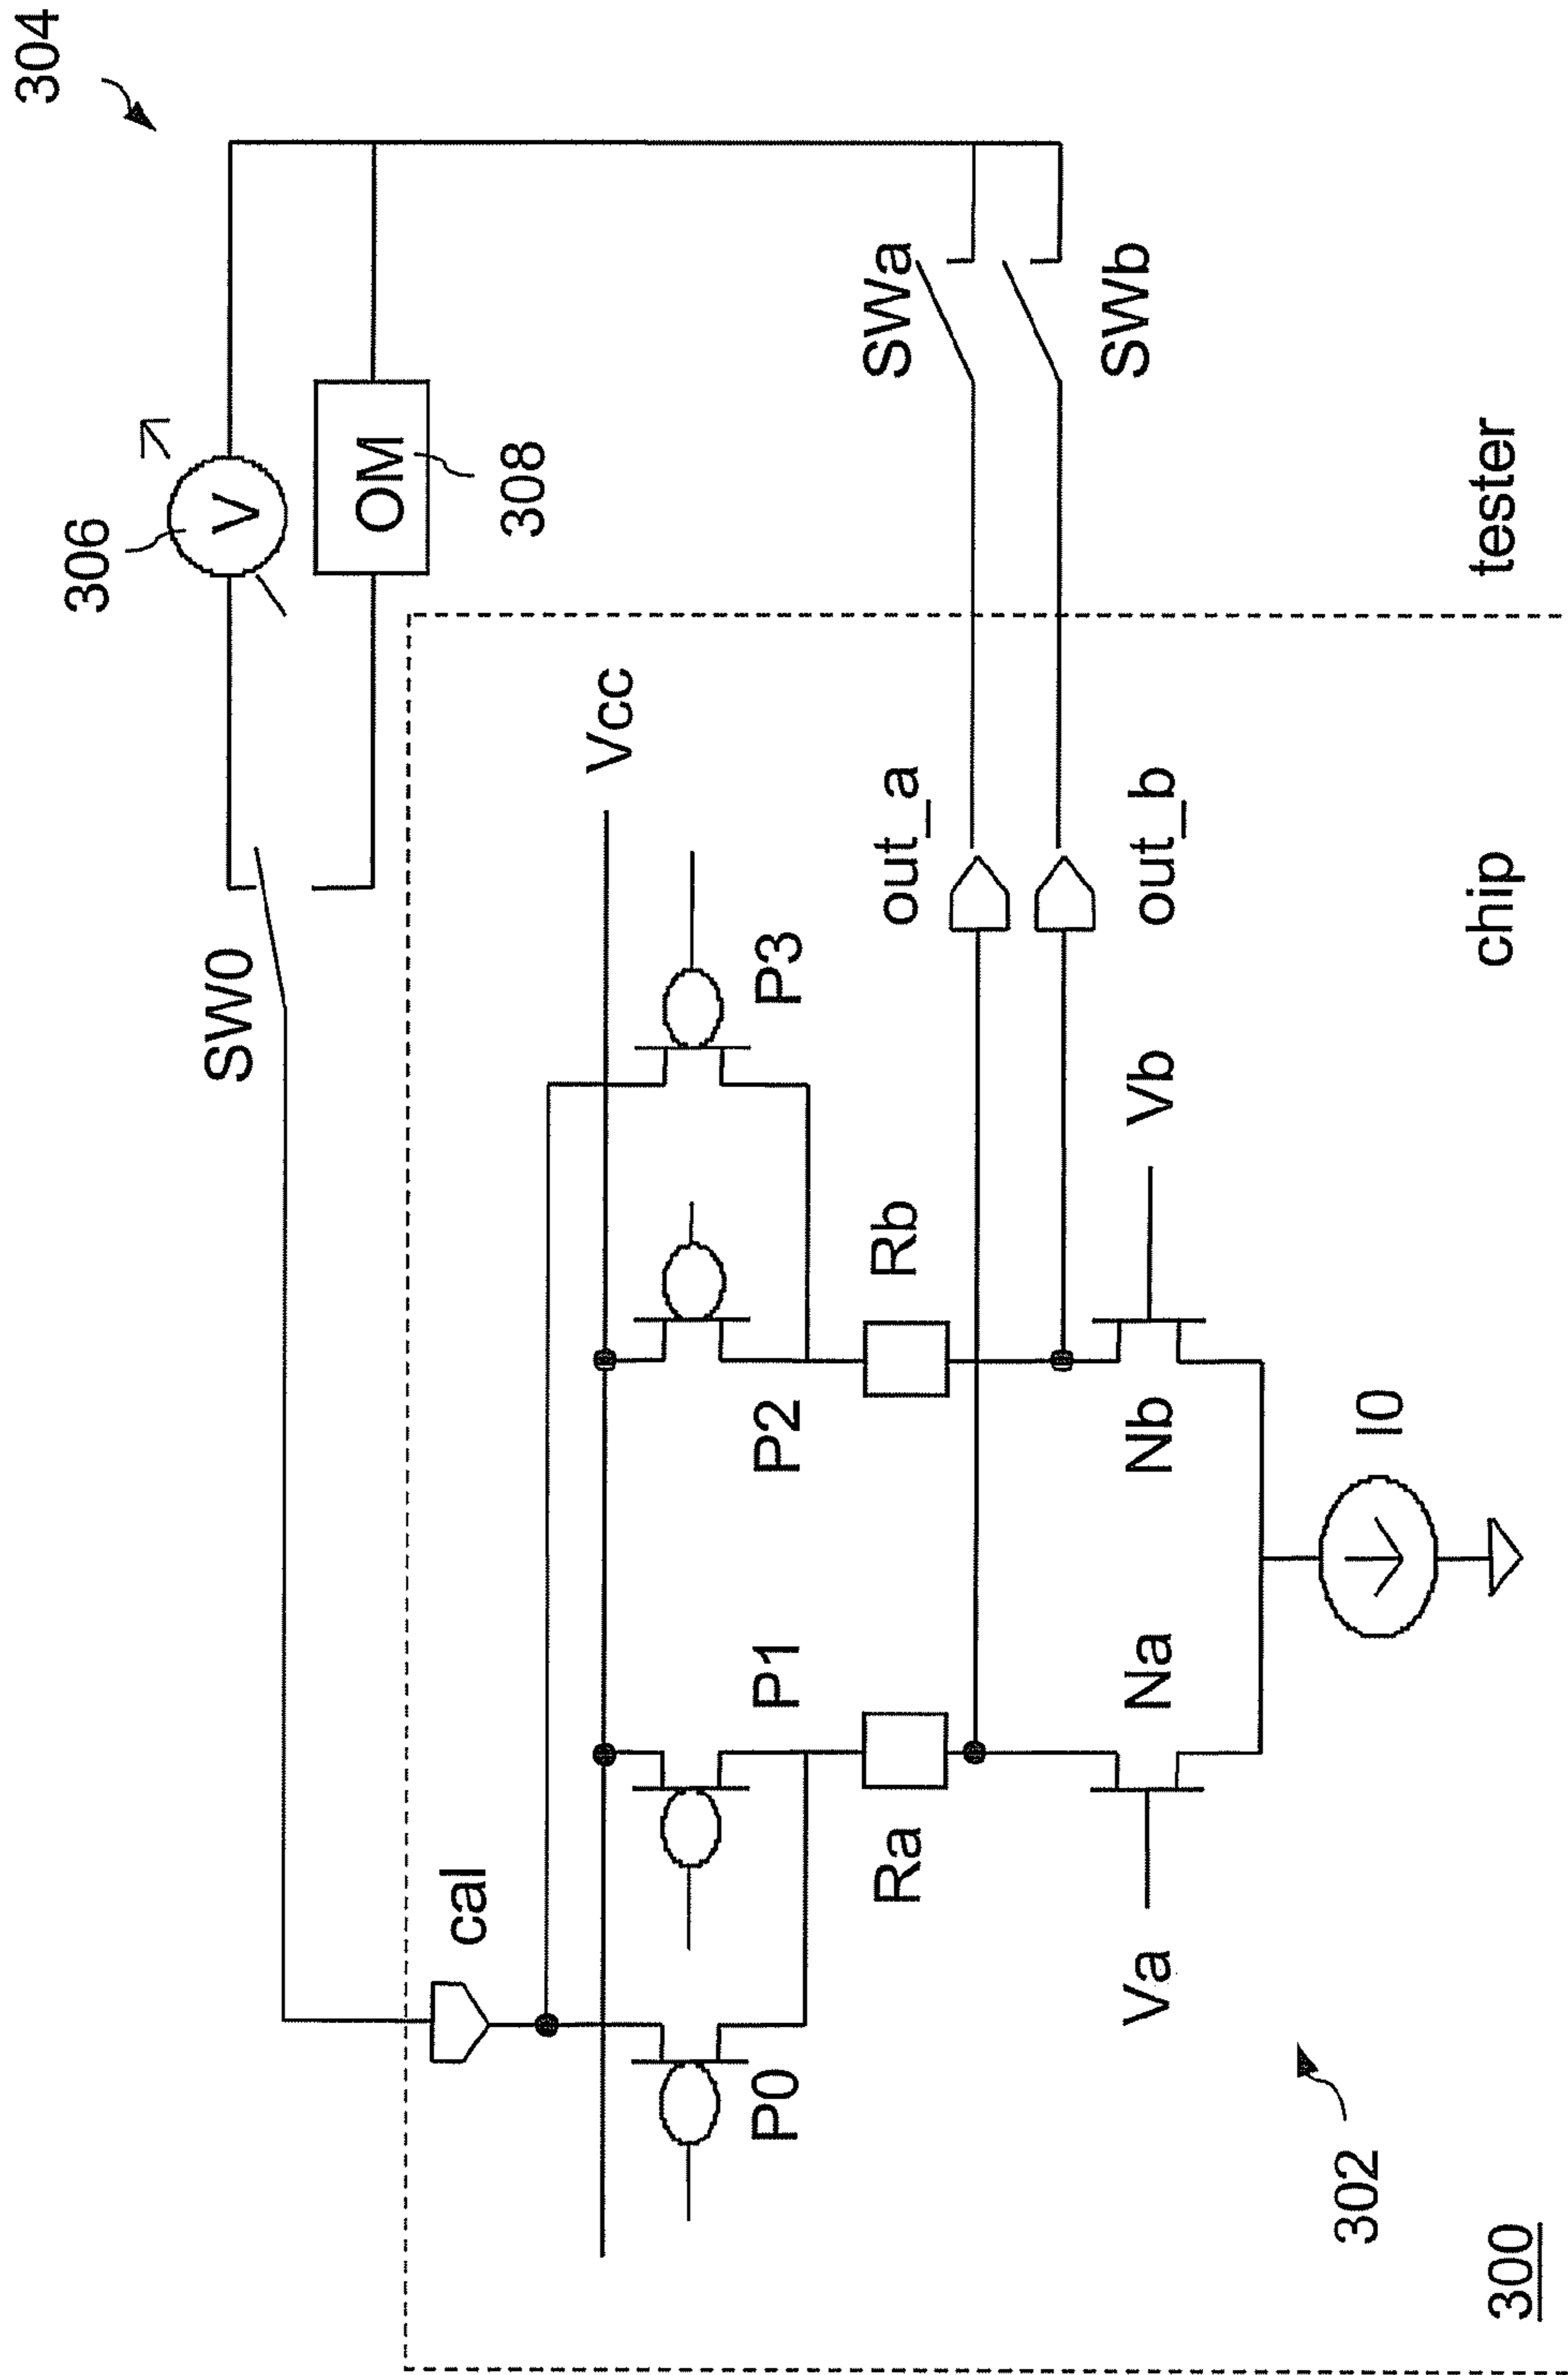 304
306
V
OM
308
SW0
Vcc
cal
P0
P1
P2
P3
Ra
Rb
out_a
out_b
SWa
SWb
Va
Na
Nb
Vb
I0
302
300
chip
tester